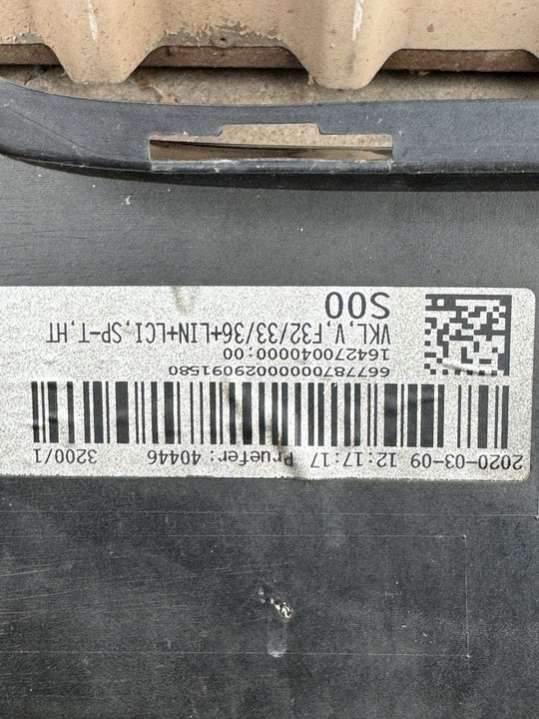 2020-03-09 12:17:17 Pruefer: 40446 3200/1
6677870000029091580
164270040000:00
VKL,V,F32/33/36+LIN+LCI,SP-T,HT
S00